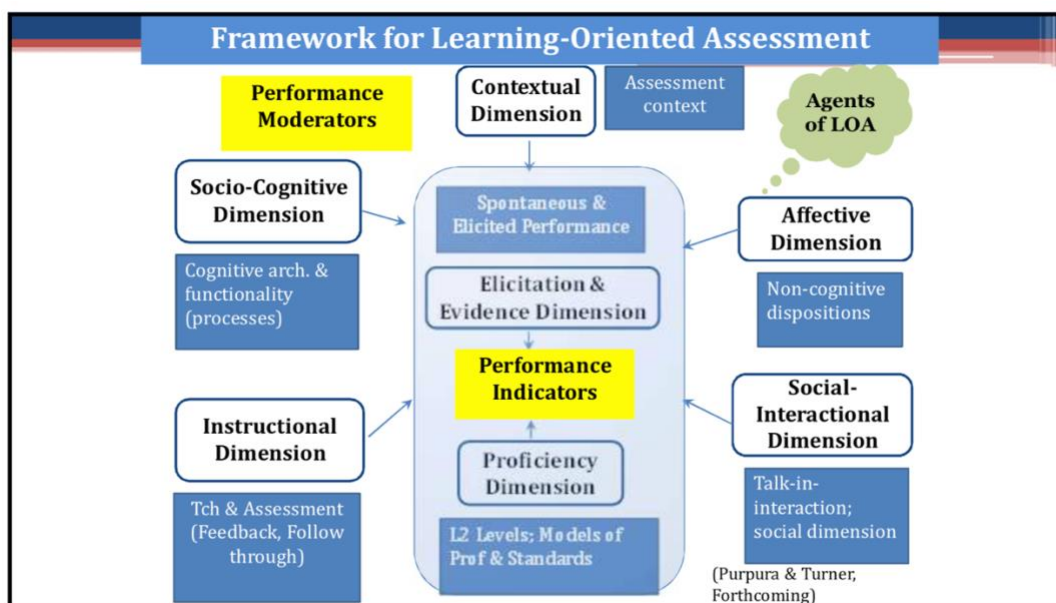 Framework for Learning-Oriented Assessment
Performance
Moderators
Contextual
Dimension
Assessment
context
Agents
of LOA
Socio-Cognitive
Dimension
Cognitive arch. &
functionality
(processes)
Spontaneous &
Elicited Performance
Affective
Dimension
Non-cognitive
dispositions
Elicitation &
Evidence Dimension
Performance
Indicators
Instructional
Dimension
Tch & Assessment
(Feedback, Follow
through)
Proficiency
Dimension
L2 Levels; Models of
Prof & Standards
Social-
Interactional
Dimension
Talk-in-
interaction;
social dimension
(Purpura & Turner,
Forthcoming)